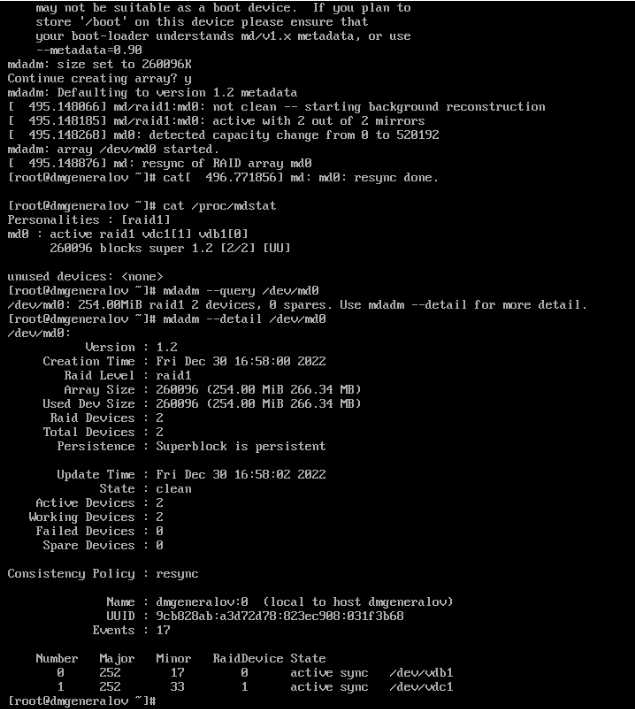 may not be suitable as a boot device.  If you plan to
store '/boot' on this device please ensure that
your boot-loader understands md/v1.x metadata, or use
--metadata=0.90
mdadm: size set to 260096K
Continue creating array? y
mdadm: Defaulting to version 1.2 metadata
[  495.148066] md/raid1:md0: not clean -- starting background reconstruction
[  495.148185] md/raid1:md0: active with 2 out of 2 mirrors
[  495.148268] md0: detected capacity change from 0 to 520192
mdadm: array /dev/md0 started.
[  495.148876] md: resync of RAID array md0
[root@dmgeneralov ~]# cat[  496.771856] md: md0: resync done.
[root@dmgeneralov ~]# cat /proc/mdstat
Personalities : [raid1]
md0 : active raid1 vdc1[1] vdb1[0]
260096 blocks super 1.2 [2/2] [UU]
unused devices: <none>
[root@dmgeneralov ~]# mdadm --query /dev/md0
/dev/md0: 254.00MiB raid1 2 devices, 0 spares. Use mdadm --detail for more detail.
[root@dmgeneralov ~]# mdadm --detail /dev/md0
/dev/md0:
Version : 1.2
Creation Time : Fri Dec 30 16:58:00 2022
Raid Level : raid1
Array Size : 260096 (254.00 MiB 266.34 MB)
Used Dev Size : 260096 (254.00 MiB 266.34 MB)
Raid Devices : 2
Total Devices : 2
Persistence : Superblock is persistent
Update Time : Fri Dec 30 16:58:02 2022
State : clean
Active Devices : 2
Working Devices : 2
Failed Devices : 0
Spare Devices : 0
Consistency Policy : resync
Name : dmgeneralov:0  (local to host dmgeneralov)
UUID : 9cb828ab:a3d72d78:823ec908:031f3b68
Events : 17
Number   Major   Minor   RaidDevice State
0     252       17        0      active sync   /dev/vdb1
1     252       33        1      active sync   /dev/vdc1
[root@dmgeneralov ~]#